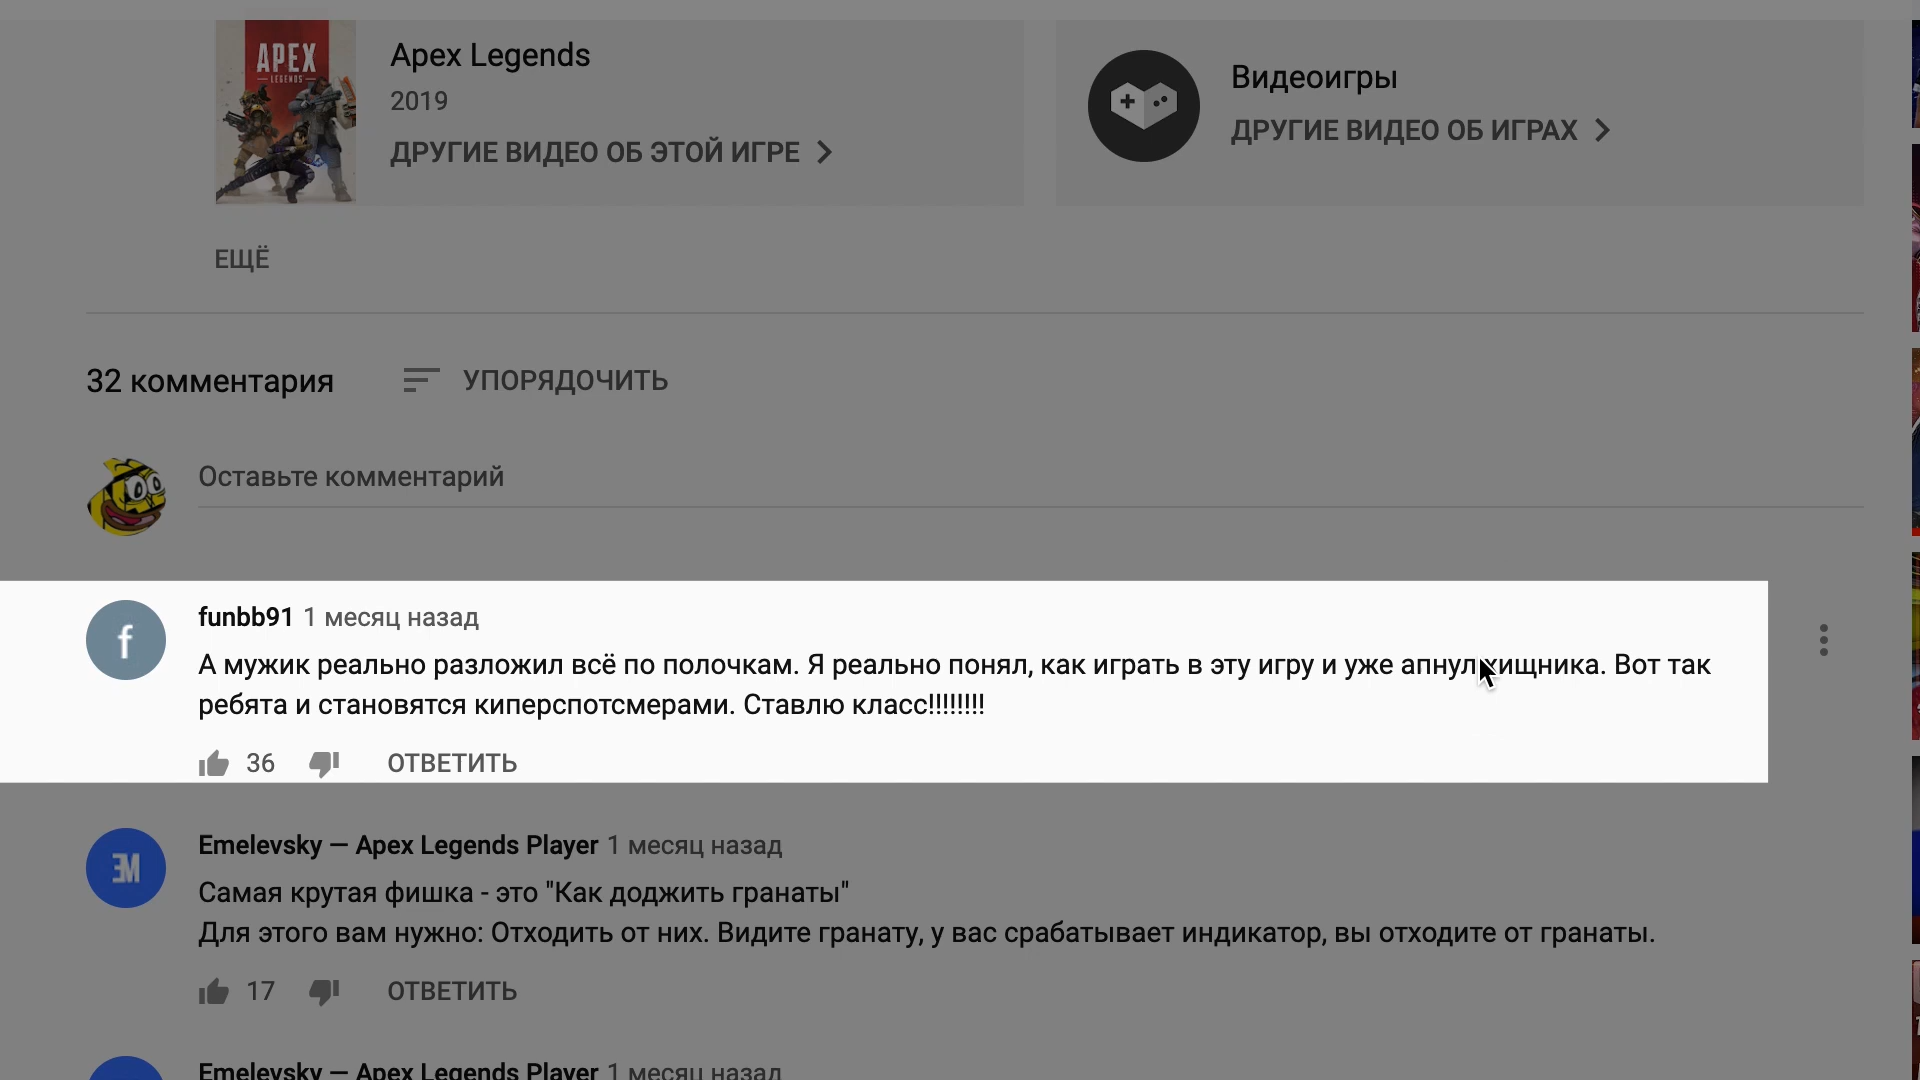 APEX
LEGENDS
Apex Legends
2019
ДРУГИЕ ВИДЕО ОБ ЭТОЙ ИГРЕ
Видеоигры
ДРУГИЕ ВИДЕО ОБ ИГРАХ
ЕЩЁ
32 комментария
УПОРЯДОЧИТЬ
Оставьте комментарий
f
funbb91 1 месяц назад
А мужик реально разложил всё по полочкам. Я реально понял, как играть в эту игру и уже апнул хищника. Вот так
ребята и становятся киперспотсмерами. Ставлю класс!!!!!!!!
36
ОТВЕТИТЬ
Emelevsky — Apex Legends Player 1 месяц назад
Самая крутая фишка - это "Как доджить гранаты"
Для этого вам нужно: Отходить от них. Видите гранату, у вас срабатывает индикатор, вы отходите от гранаты.
17
ОТВЕТИТЬ
Emelevsky — Apex Legends Player 1 месяц назад